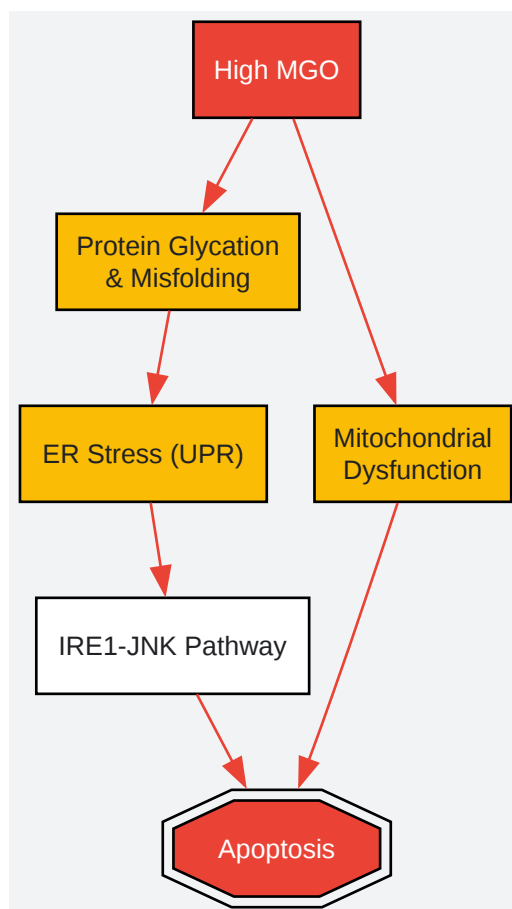 High MGO
Protein Glycation
& Misfolding
ER Stress (UPR)
Mitochondrial
Dysfunction
IRE1-JNK Pathway
Apoptosis